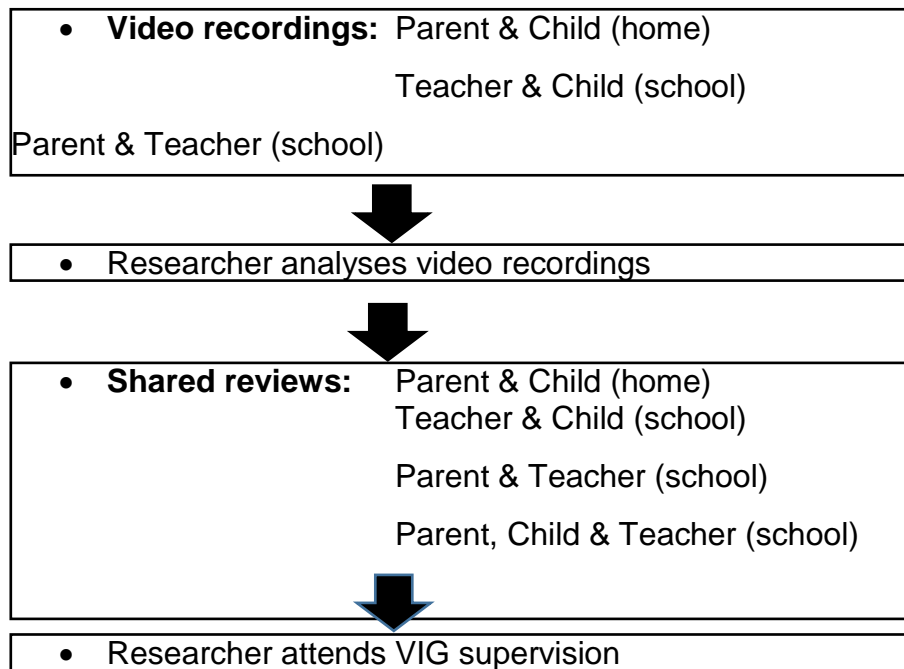 • Video recordings: Parent & Child (home)
Teacher & Child (school)
Parent & Teacher (school)
• Researcher analyses video recordings
• Shared reviews: Parent & Child (home)
Teacher & Child (school)
Parent & Teacher (school)
Parent, Child & Teacher (school)
• Researcher attends VIG supervision